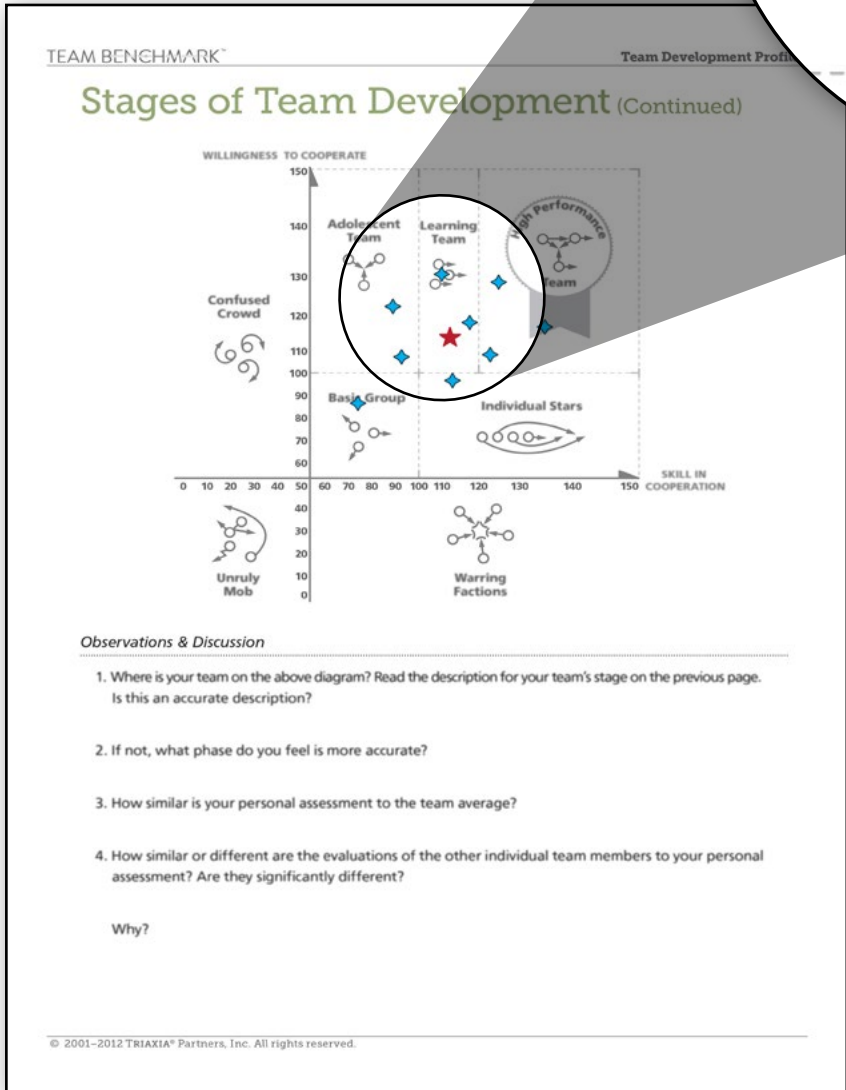 TEAM BENCHMARK™
Team Development Profil
Stages of Team Development (Continued)
WILLINGNESS TO COOPERATE
150
140
130
120
110
100
90
80
70
60
Adolescent
Team
Learning
Team
High Performance
Team
Confused
Crowd
Basic Group
Individual Stars
SKILL IN
COOPERATION
0 10 20 30 40 50 60 70 80 90 100 110 120 130 140 150
40
30
20
10
0
Unruly
Mob
Warring
Factions
Observations & Discussion
1. Where is your team on the above diagram? Read the description for your team's stage on the previous page.
Is this an accurate description?
2. If not, what phase do you feel is more accurate?
3. How similar is your personal assessment to the team average?
4. How similar or different are the evaluations of the other individual team members to your personal
assessment? Are they significantly different?
Why?
© 2001–2012 TRIAXIA® Partners, Inc. All rights reserved.